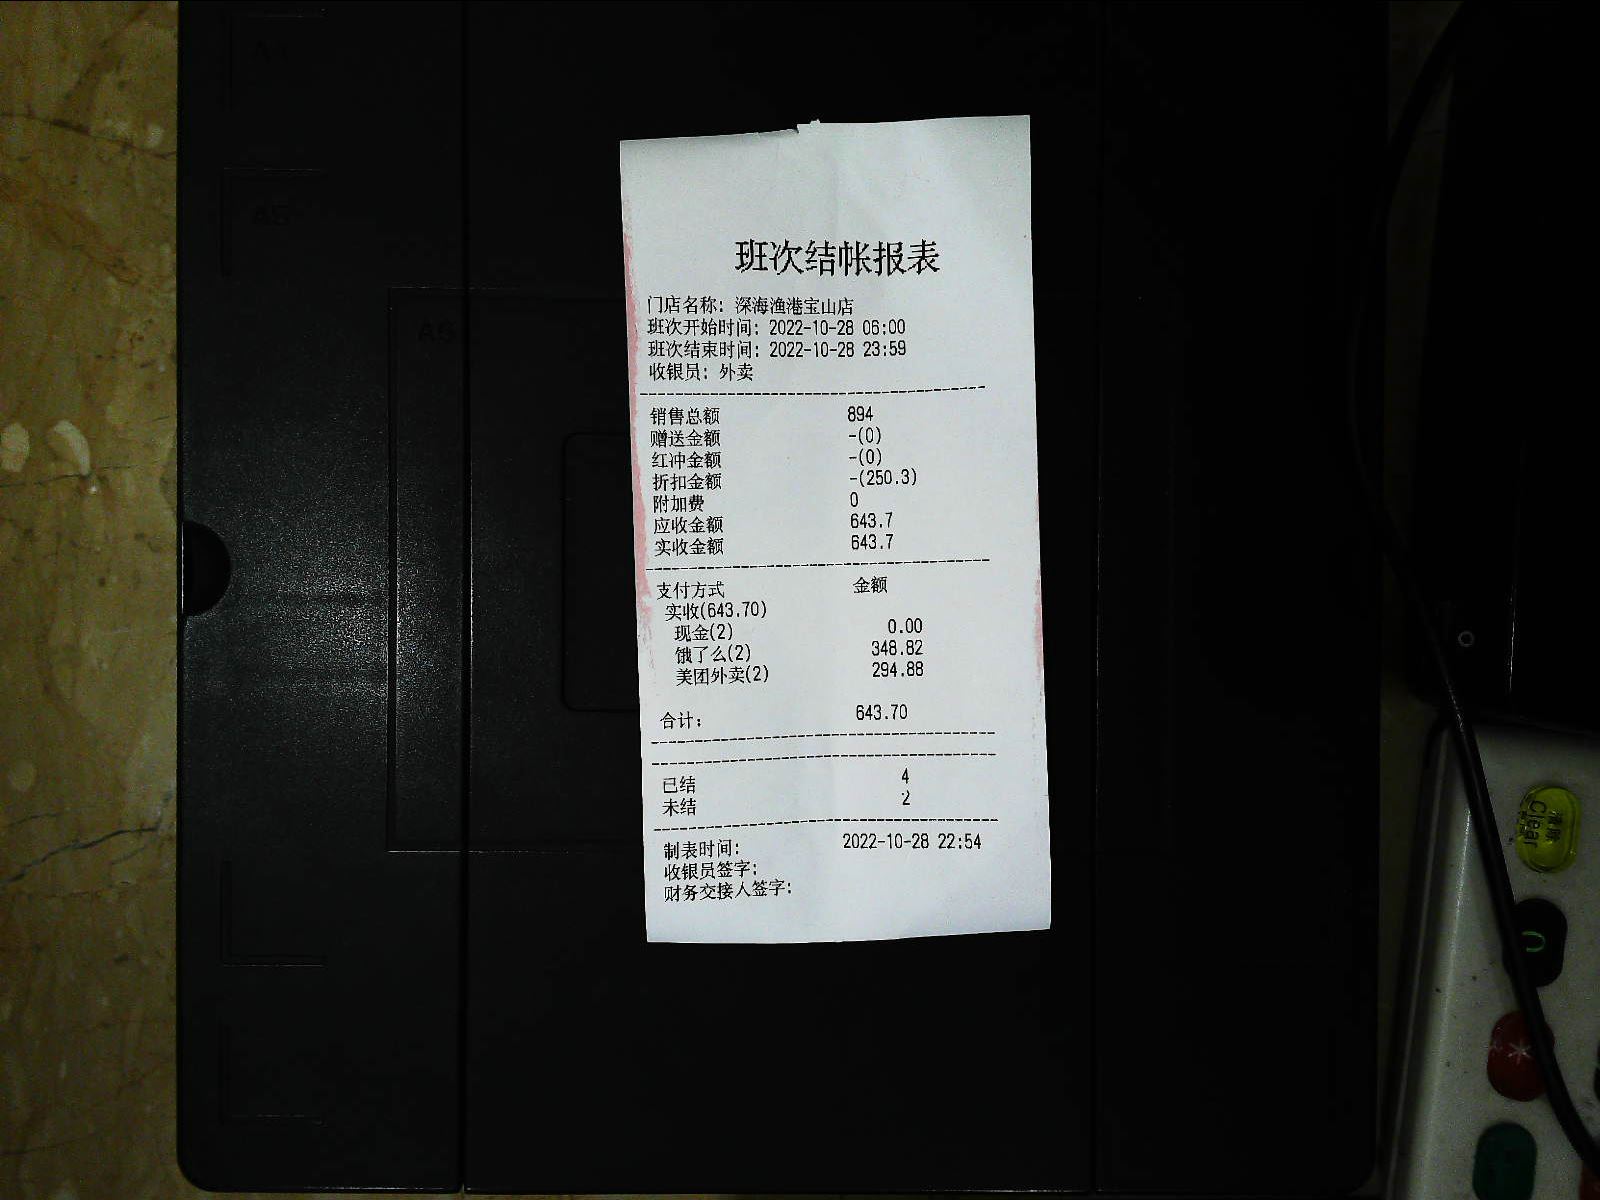 班次结帐报表
门店名称: 深海渔港宝山店
班次开始时间: 2022-10-28 06:00
班次结束时间: 2022-10-28 23:59
收银员: 外卖
销售总额 894
赠送金额 -(0)
红冲金额 -(0)
折扣金额 -(250.3)
附加费 0
应收金额 643.7
实收金额 643.7
支付方式 金额
实收(643.70)
现金(2) 0.00
饿了么(2) 348.82
美团外卖(2) 294.88
合计: 643.70
已结 4
未结 2
制表时间: 2022-10-28 22:54
收银员签字:
财务交接人签字:
A4
A5
A6
Clear